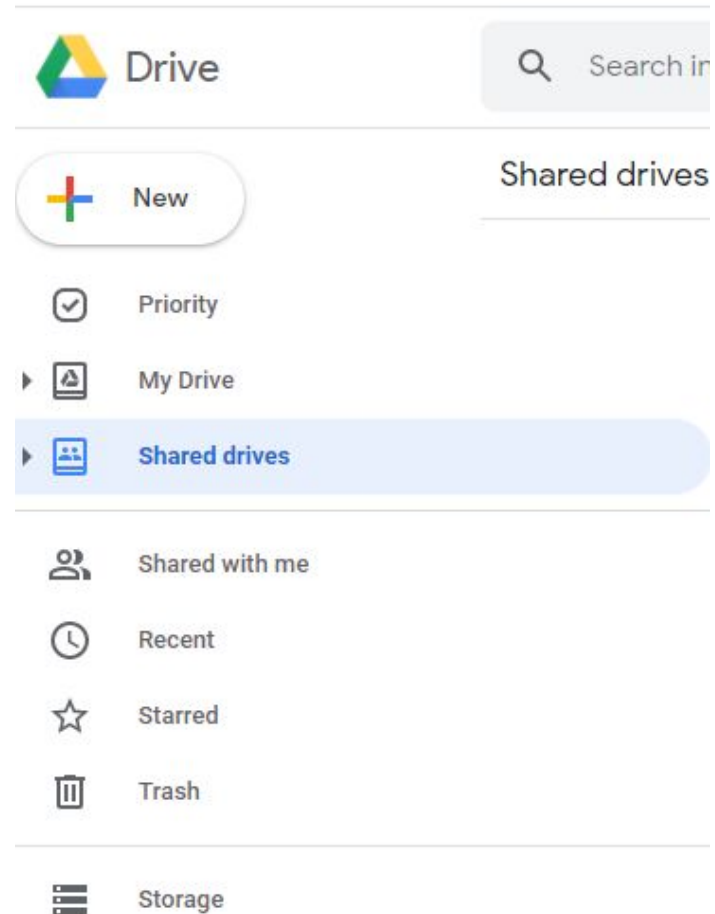 Drive
Search in
New
Shared drives
Priority
My Drive
Shared drives
Shared with me
Recent
Starred
Trash
Storage